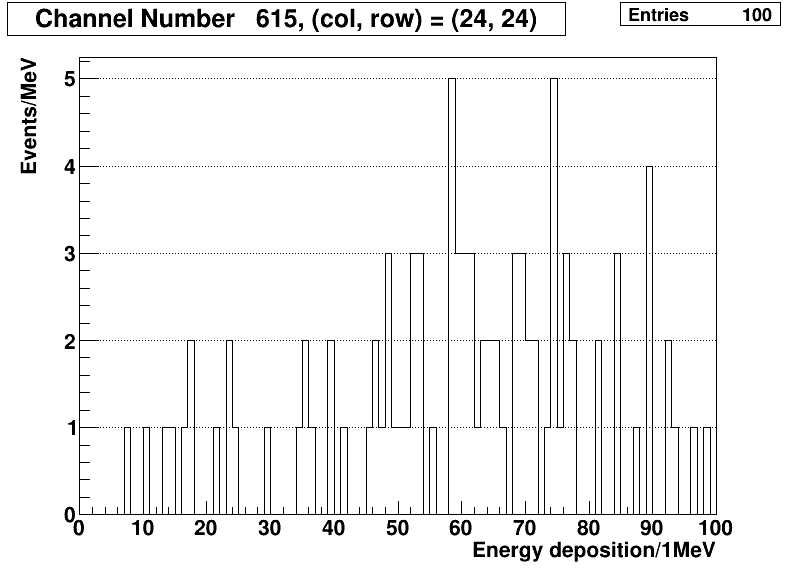 Channel Number 615, (col, row) = (24, 24)
Entries 100
Events/MeV
5
4
3
2
1
0
0 10 20 30 40 50 60 70 80 90 100
Energy deposition/1MeV